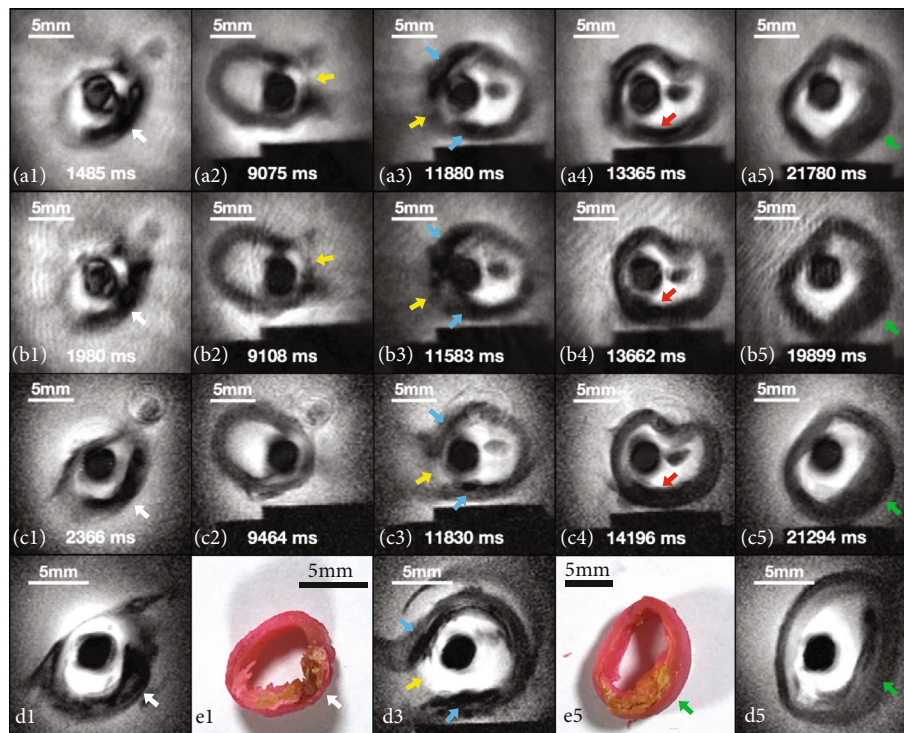 5mm
5mm
5mm
5mm
5mm
(a1) 1485 ms
(a2) 9075 ms
(a3) 11880 ms
(a4) 13365 ms
(a5) 21780 ms
5mm
5mm
5mm
5mm
5mm
(b1) 1980 ms
(b2) 9108 ms
(b3) 11583 ms
(b4) 13662 ms
(b5) 19899 ms
5mm
5mm
5mm
5mm
5mm
(c1) 2366 ms
(c2) 9464 ms
(c3) 11830 ms
(c4) 14196 ms
(c5) 21294 ms
5mm
5mm
5mm
5mm
5mm
d1
e1
d3
e5
d5